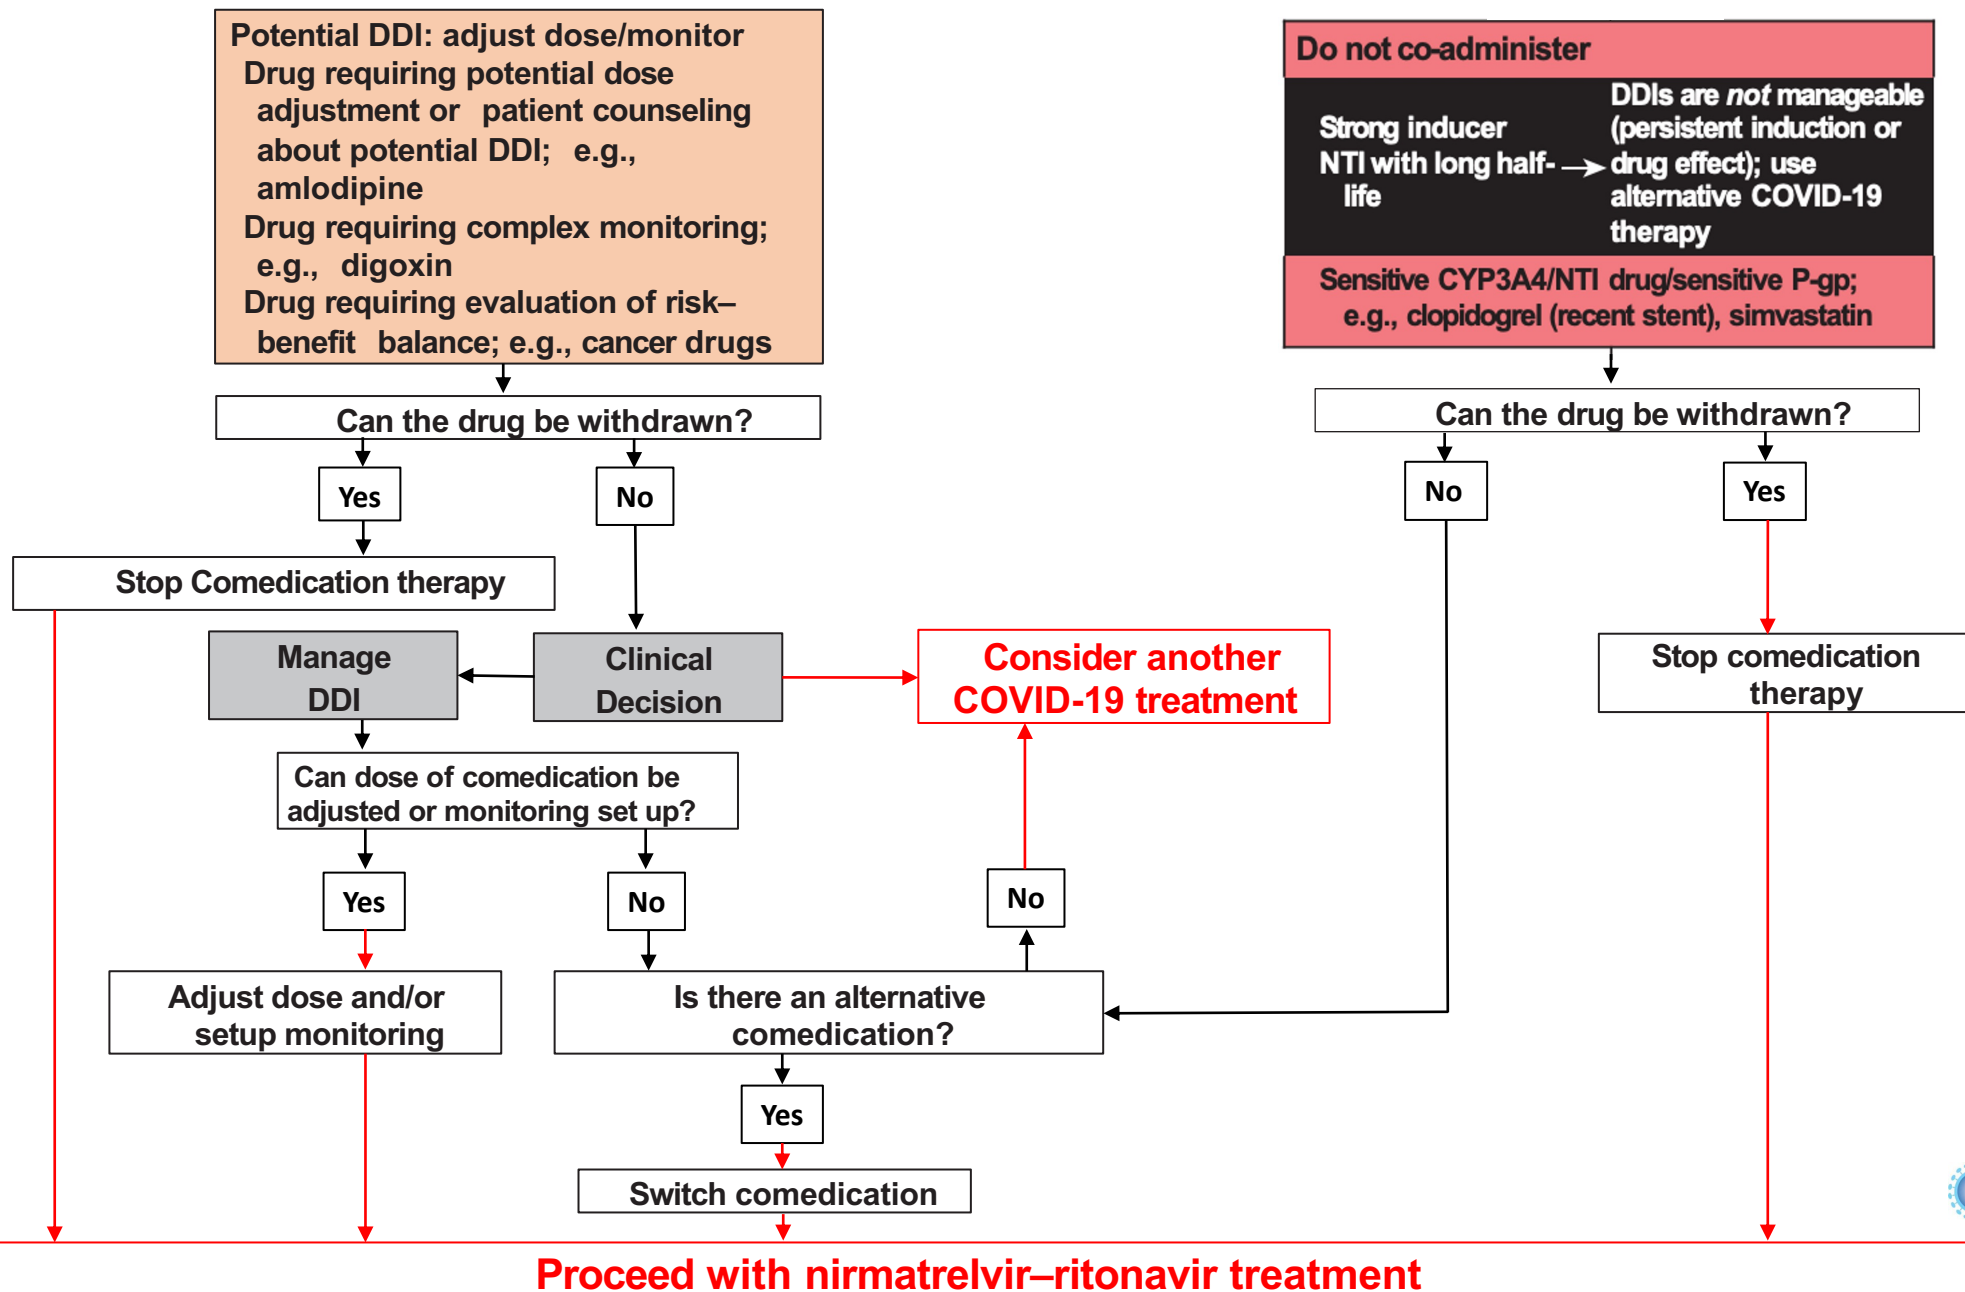 Potential DDI: adjust dose/monitor
Drug requiring potential dose
adjustment or patient counseling
about potential DDI; e.g.,
amlodipine
Drug requiring complex monitoring;
e.g., digoxin
Drug requiring evaluation of risk–
benefit balance; e.g., cancer drugs
Can the drug be withdrawn?
Yes
No
Stop Comedication therapy
Manage
DDI
Clinical
Decision
Consider another
COVID-19 treatment
Can dose of comedication be
adjusted or monitoring set up?
Yes
No
No
Adjust dose and/or
setup monitoring
Is there an alternative
comedication?
Yes
Switch comedication
Do not co-administer
Strong inducer
NTI with long half-
life
DDIs are not manageable
(persistent induction or
drug effect); use
alternative COVID-19
therapy
Sensitive CYP3A4/NTI drug/sensitive P-gp;
e.g., clopidogrel (recent stent), simvastatin
Can the drug be withdrawn?
No
Yes
Stop comedication
therapy
Proceed with nirmatrelvir–ritonavir treatment